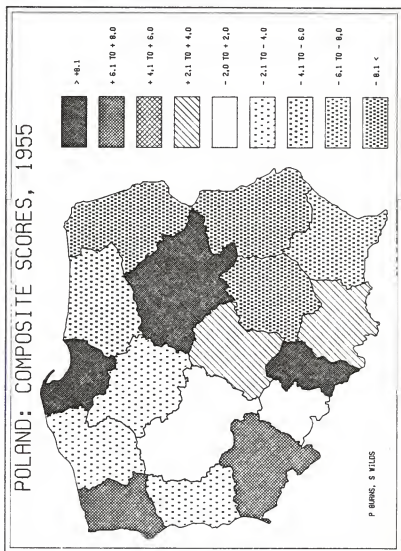 POLAND: COMPOSITE SCORES, 1955
> +8.1
+ 6.1 TO + 8.0
+ 4.1 TO + 6.0
+ 2.1 TO + 4.0
- 2.0 TO + 2.0
- 2.1 TO - 4.0
- 4.1 TO - 6.0
- 6.1 TO - 8.0
- 8.1 <
P BURNS, S WILDS